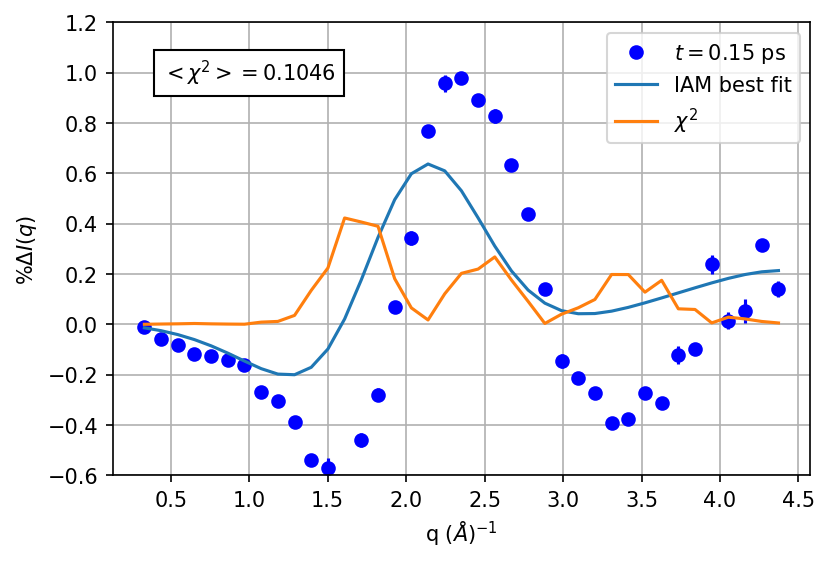 1.2
1.0
0.8
0.6
0.4
0.2
0.0
−0.2
−0.4
−0.6
%ΔI(q)
< χ² > = 0.1046
t = 0.15 ps
IAM best fit
χ²
0.5 1.0 1.5 2.0 2.5 3.0 3.5 4.0 4.5
q (Å)⁻¹